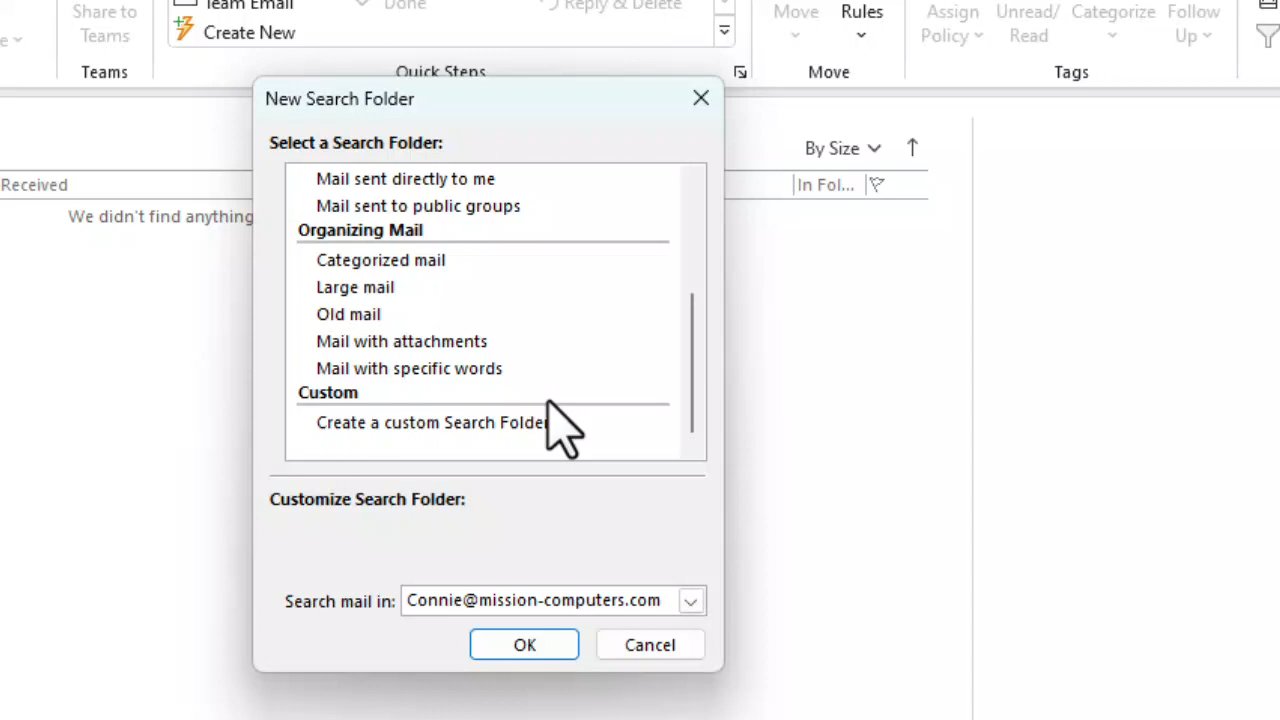 Share to
Teams
Teams
Team Email
Create New
Done
Reply & Delete
Quick Steps
Move
Rules
Move
Assign
Policy
Unread/
Read
Categorize
Follow
Up
Tags
New Search Folder
Select a Search Folder:
Mail sent directly to me
Mail sent to public groups
Organizing Mail
Categorized mail
Large mail
Old mail
Mail with attachments
Mail with specific words
Custom
Create a custom Search Folder
Customize Search Folder:
Search mail in: Connie@mission-computers.com
OK
Cancel
By Size
Received
In Fol...
We didn't find anything